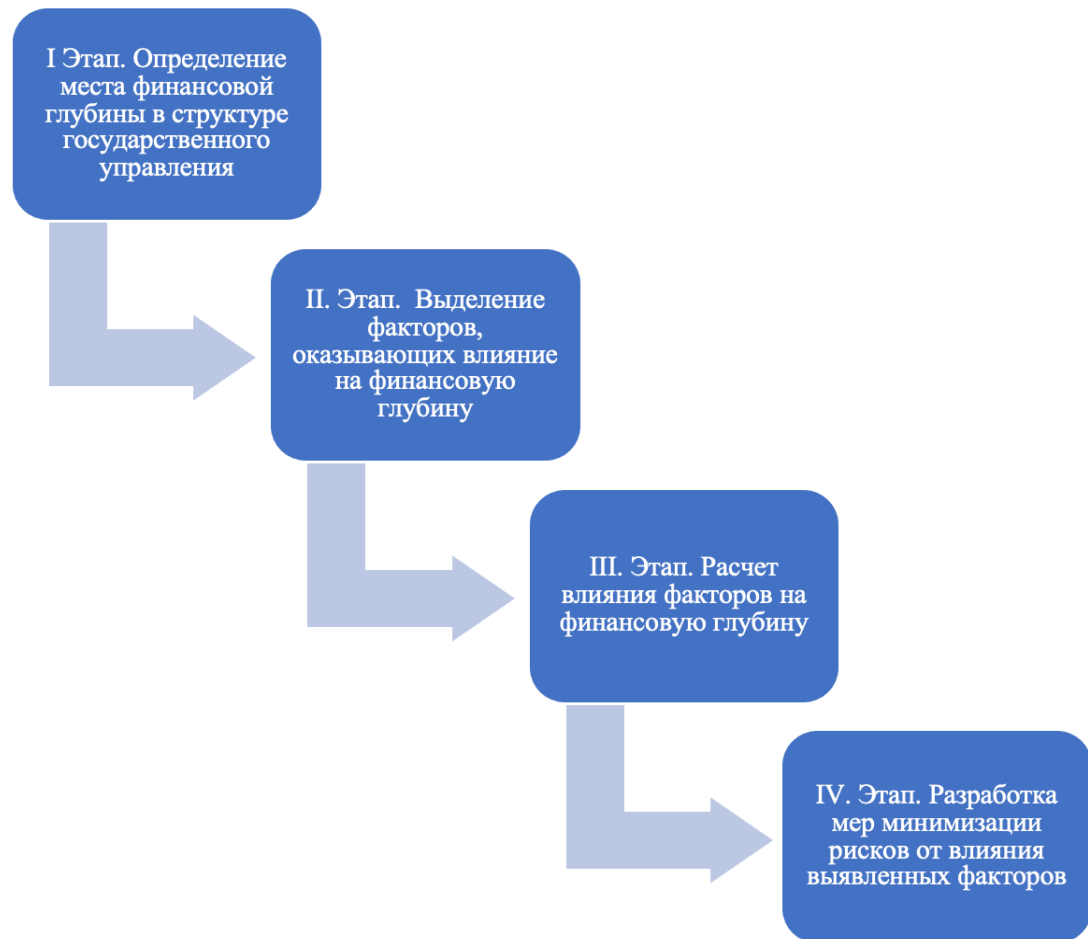 I Этап. Определение
места финансовой
глубины в структуре
государственного
управления
II. Этап.  Выделение
факторов,
оказывающих влияние
на финансовую
глубину
III. Этап. Расчет
влияния факторов на
финансовую глубину
IV. Этап. Разработка
мер минимизации
рисков от влияния
выявленных факторов